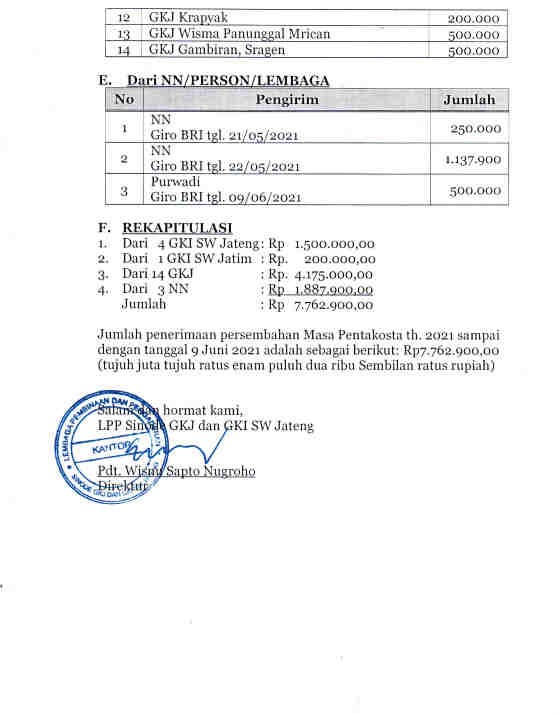 12 GKJ Krapyak 200.000
13 GKJ Wisma Panunggal Mrican 500.000
14 GKJ Gambiran, Sragen 500.000
E. Dari NN/PERSON/LEMBAGA
No Pengirim Jumlah
1 NN
Giro BRI tgl. 21/05/2021 250.000
2 NN
Giro BRI tgl. 22/05/2021 1.137.900
3 Purwadi
Giro BRI tgl. 09/06/2021 500.000
F. REKAPITULASI
1. Dari 4 GKI SW Jateng : Rp 1.500.000,00
2. Dari 1 GKI SW Jatim : Rp. 200.000,00
3. Dari 14 GKJ : Rp. 4.175.000,00
4. Dari 3 NN : Rp 1.887.900,00
Jumlah : Rp 7.762.900,00
Jumlah penerimaan persembahan Masa Pentakosta th. 2021 sampai
dengan tanggal 9 Juni 2021 adalah sebagai berikut: Rp7.762.900,00
(tujuh juta tujuh ratus enam puluh dua ribu Sembilan ratus rupiah)
Salam dan hormat kami,
LPP Sinode GKJ dan GKI SW Jateng
LEMBAGA PEMBINAAN DAN
KANTOR
SINODE GKJ DAN
Pdt. Wisnu Sapto Nugroho
Direktur